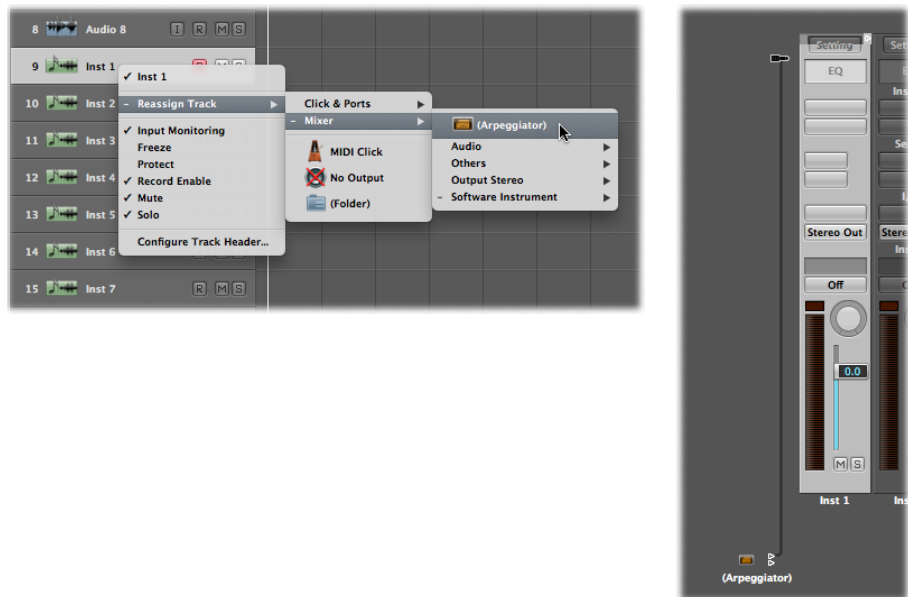 8 Audio 8 I R M S
9 Inst 1 R M S
✓ Inst 1
10 Inst 2 – Reassign Track ▶
Click & Ports ▶
– Mixer ▶
(Arpeggiator)
Audio ▶
Others ▶
Output Stereo ▶
– Software Instrument ▶
MIDI Click
No Output
(Folder)
11 Inst 3 ✓ Input Monitoring
Freeze
Protect
12 Inst 4 ✓ Record Enable
✓ Mute
13 Inst 5 ✓ Solo
Configure Track Header...
14 Inst 6
15 Inst 7 R M S
Setting
EQ
Stereo Out
Off
0.0
M S
Inst 1
(Arpeggiator)